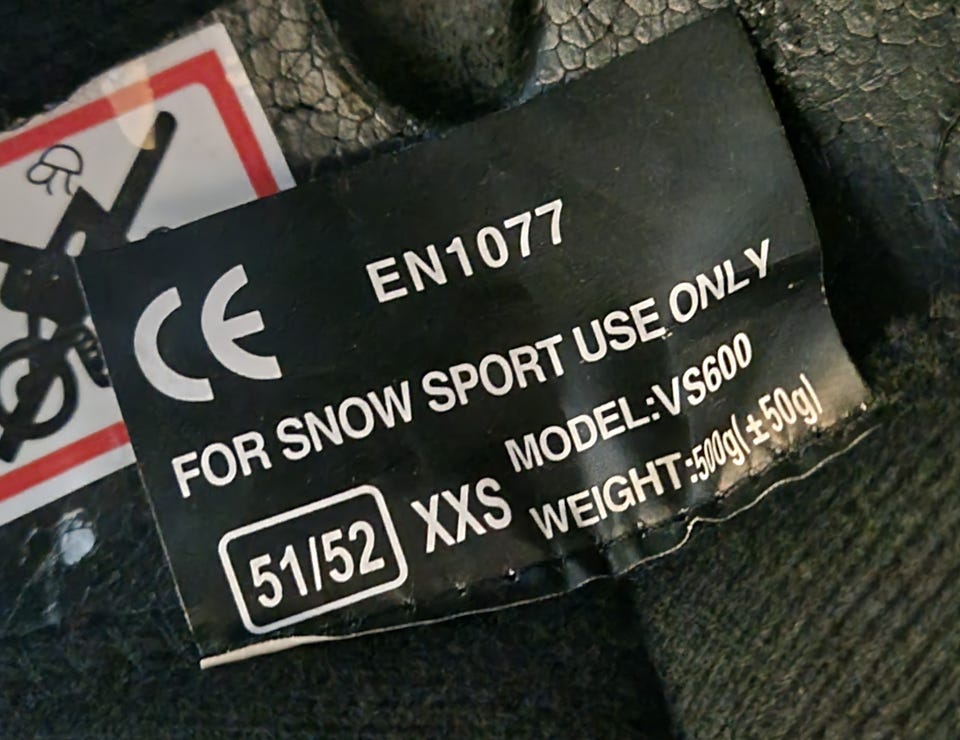 CE EN1077
FOR SNOW SPORT USE ONLY
51/52 XXS MODEL:VS600
WEIGHT:500g(±50g)